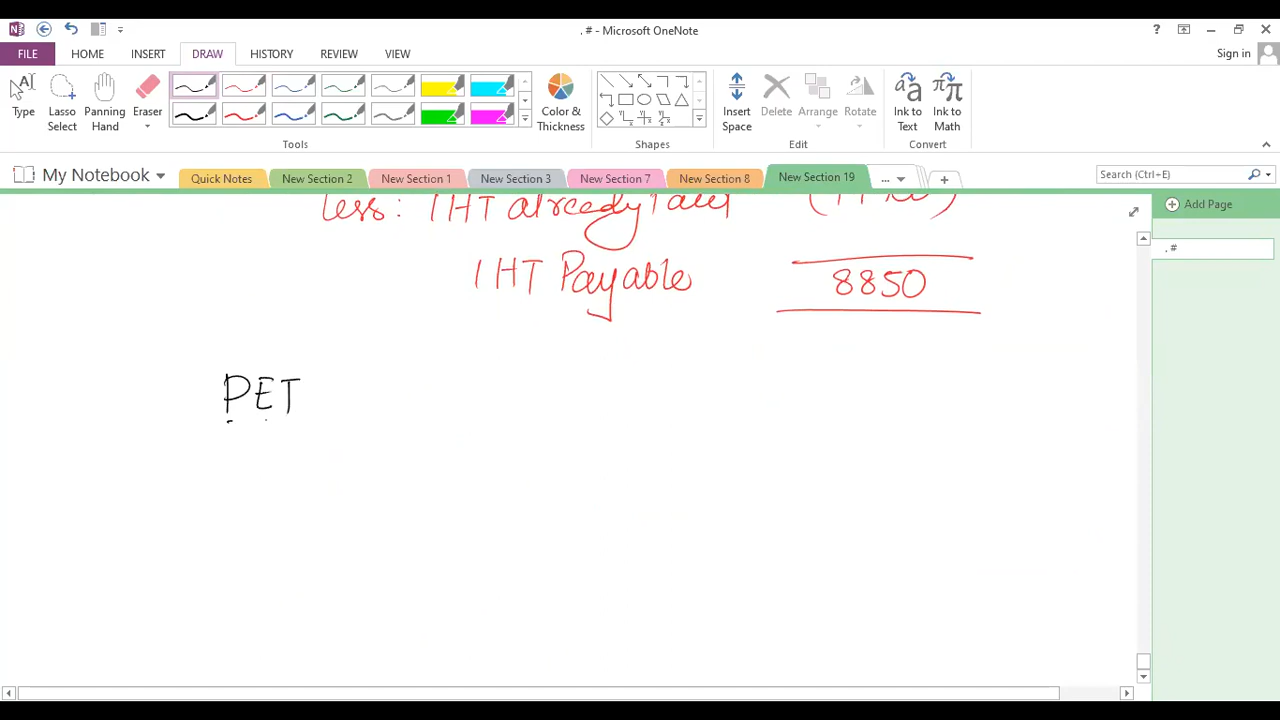 . # - Microsoft OneNote
?
FILE HOME INSERT DRAW HISTORY REVIEW VIEW Sign in
Type Lasso Select Panning Hand Eraser Color & Thickness Insert Space Delete Arrange Rotate Ink to Text Ink to Math
Tools Shapes Edit Convert
My Notebook Quick Notes New Section 2 New Section 1 New Section 3 New Section 7 New Section 8 New Section 19 ... + Search (Ctrl+E)
Add Page
. #
less: IHT already
IHT Payable 8850
PET